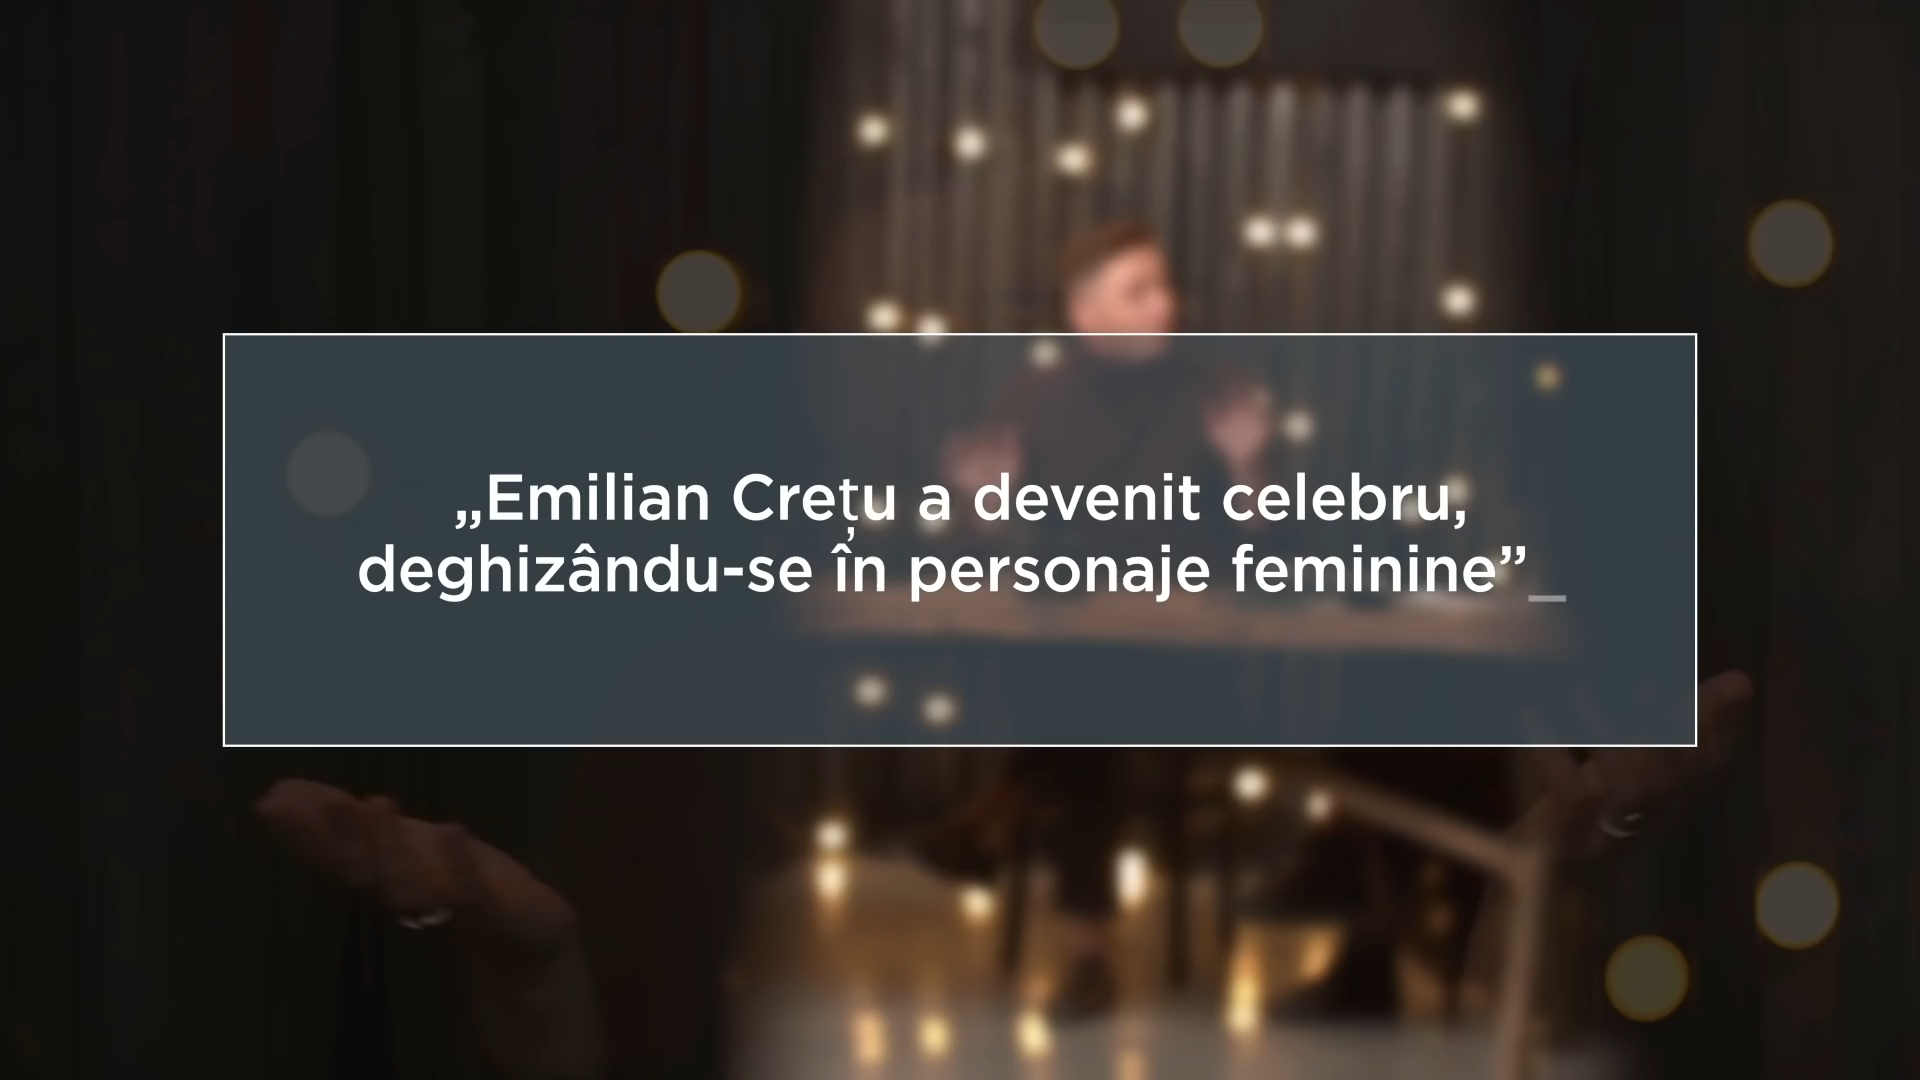 „Emilian Crețu a devenit celebru,
deghizându-se în personaje feminine”_